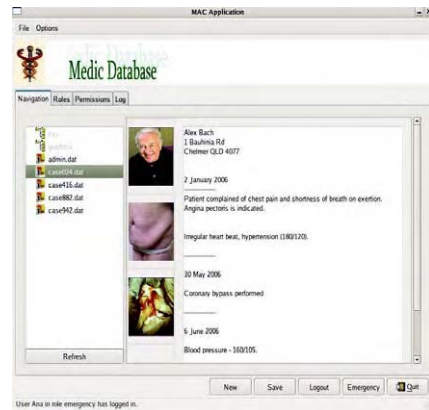 MAC Application
File Options
Medic Database
Navigation Roles Permissions Log
admin.dat
case034.dat
case416.dat
case882.dat
case942.dat
Refresh
Alex Bach
1 Bauhinia Rd
Chelmer QLD 4077
2 January 2006
Patient complained of chest pain and shortness of breath on exertion.
Angina pectoris is indicated.
Irregular heart beat, hypertension (180/120).
30 May 2006
Coronary bypass performed
6 June 2006
Blood pressure - 160/105.
New Save Logout Emergency Quit
User Ana in role emergency has logged in.